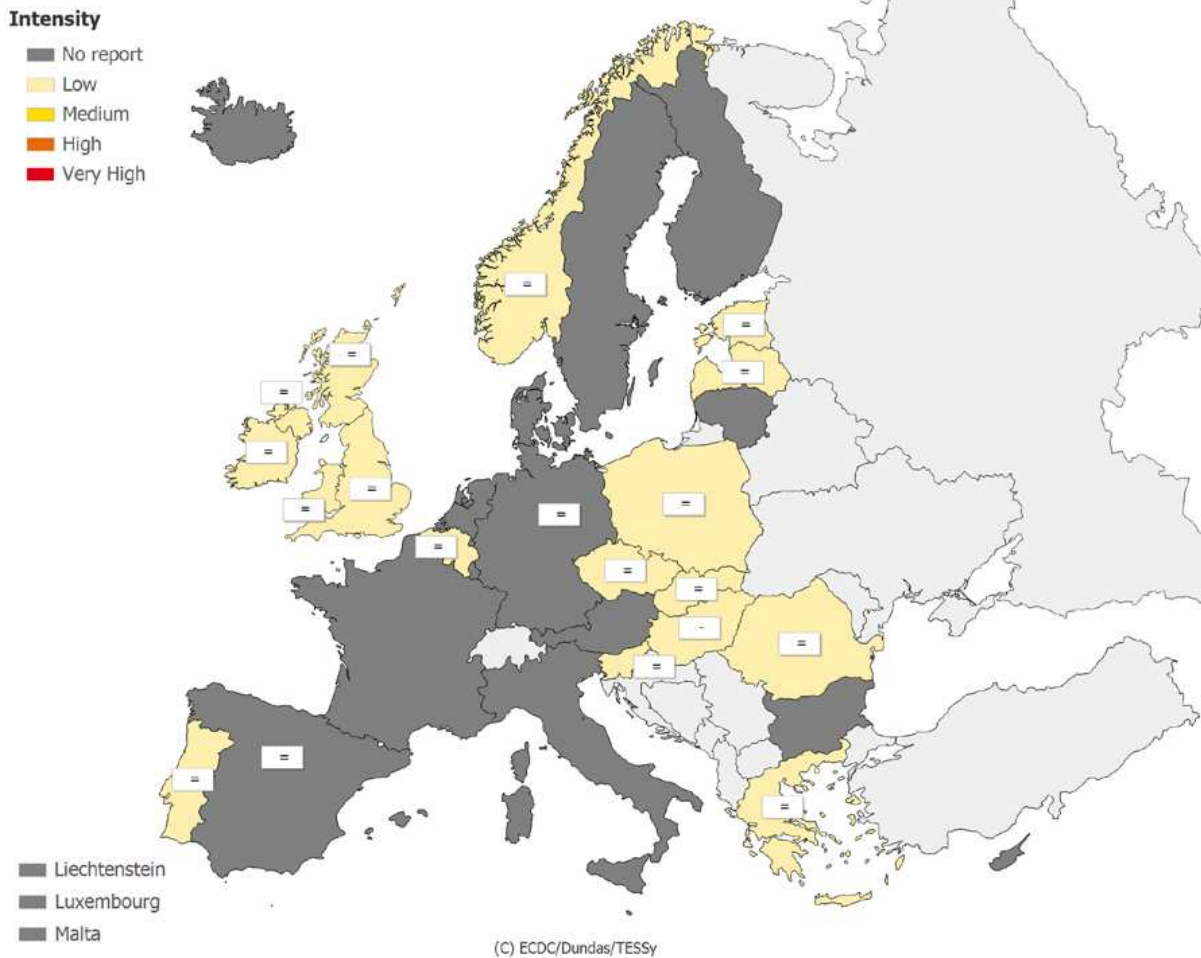 Intensity
No report
Low
Medium
High
Very High
=
=
=
=
=
=
=
=
=
=
=
=
=
=
-
=
=
=
=
=
Liechtenstein
Luxembourg
Malta
(C) ECDC/Dundas/TESSy